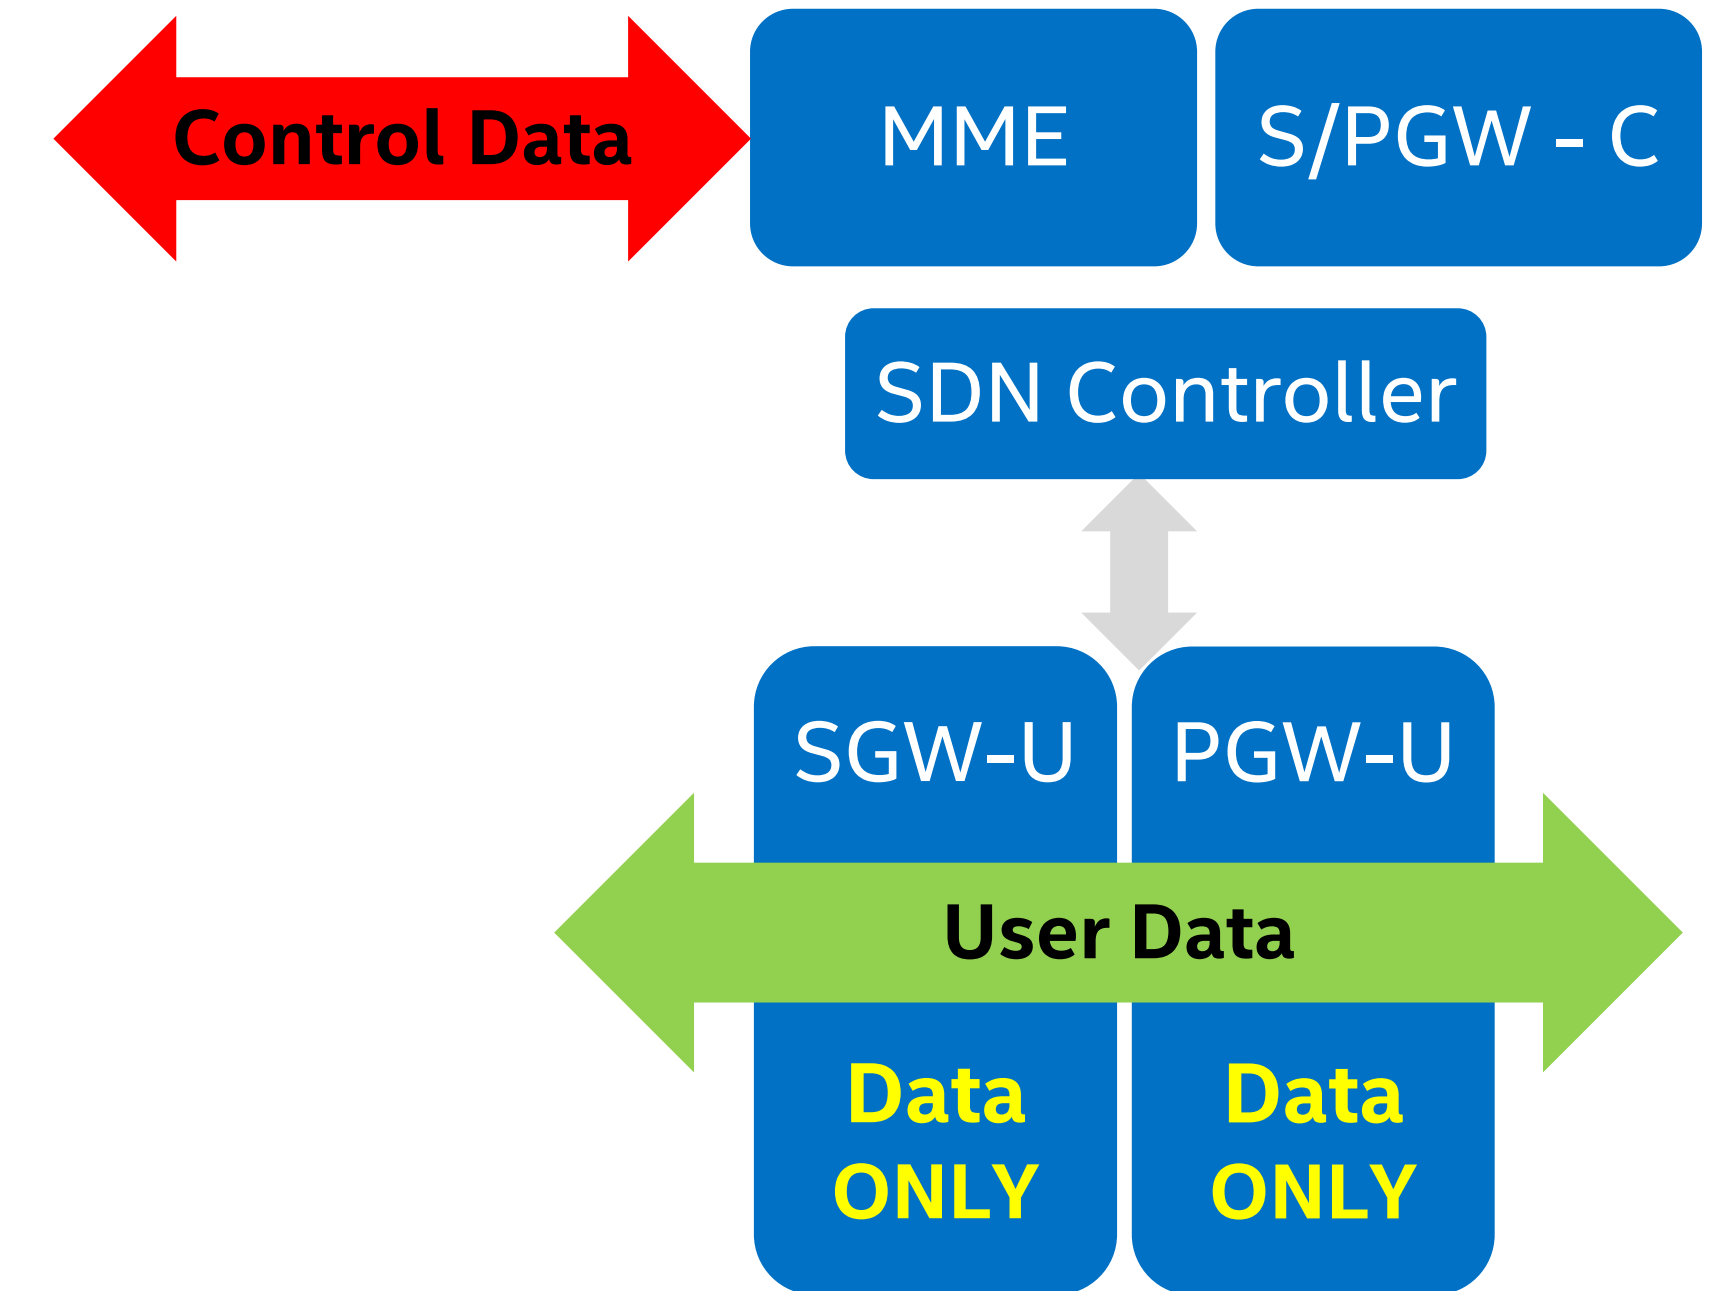 Control Data
MME
S/PGW - C
SDN Controller
SGW-U
PGW-U
User Data
Data
ONLY
Data
ONLY